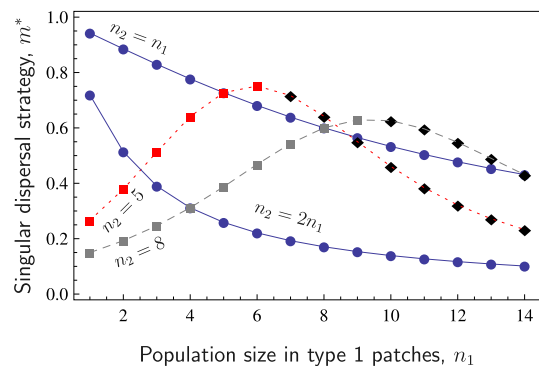 1.0
0.8
0.6
0.4
0.2
0.0
Singular dispersal strategy, m*
n₂ = n₁
n₂ = 5
n₂ = 8
n₂ = 2n₁
2 4 6 8 10 12 14
Population size in type 1 patches, n₁